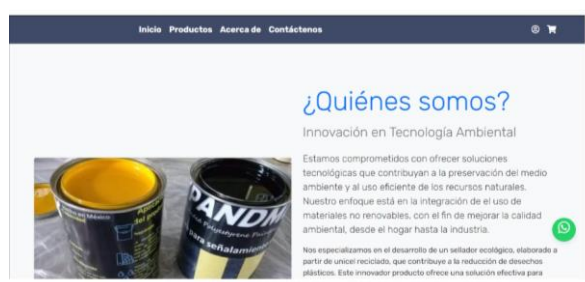 Inicio Productos Acerca de Contáctenos
¿Quiénes somos?
Innovación en Tecnología Ambiental
Estamos comprometidos con ofrecer soluciones
tecnológicas que contribuyan a la preservación del medio
ambiente y al uso eficiente de los recursos naturales.
Nuestro enfoque está en la integración de el uso de
materiales no renovables, con el fin de mejorar la calidad
ambiental, desde el hogar hasta la industria.
Nos especializamos en el desarrollo de un sellador ecológico, elaborado a
partir de unicel reciclado, que contribuye a la reducción de desechos
plásticos. Este innovador producto ofrece una solución efectiva para
PANDM
para señalamien